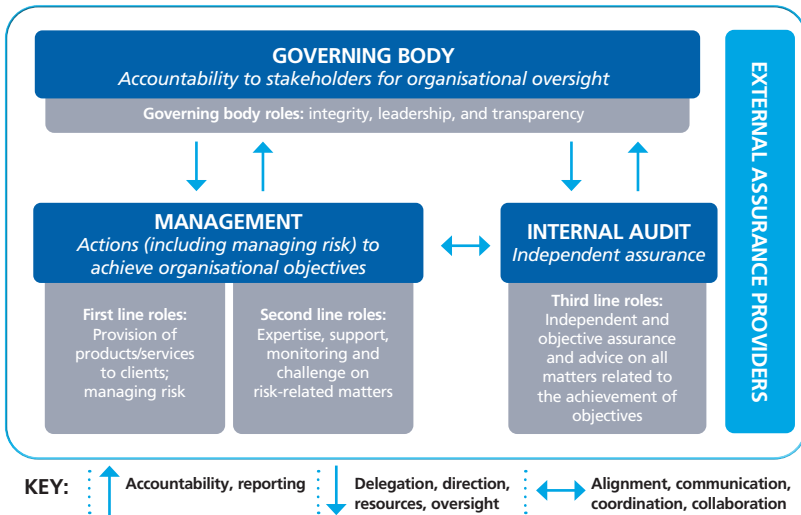 GOVERNING BODY
Accountability to stakeholders for organisational oversight
Governing body roles: integrity, leadership, and transparency
MANAGEMENT
Actions (including managing risk) to
achieve organisational objectives
INTERNAL AUDIT
Independent assurance
First line roles:
Provision of
products/services
to clients;
managing risk
Second line roles:
Expertise, support,
monitoring and
challenge on
risk-related matters
Third line roles:
Independent and
objective assurance
and advice on all
matters related to
the achievement of
objectives
EXTERNAL ASSURANCE PROVIDERS
KEY:
Accountability, reporting
Delegation, direction,
resources, oversight
Alignment, communication,
coordination, collaboration